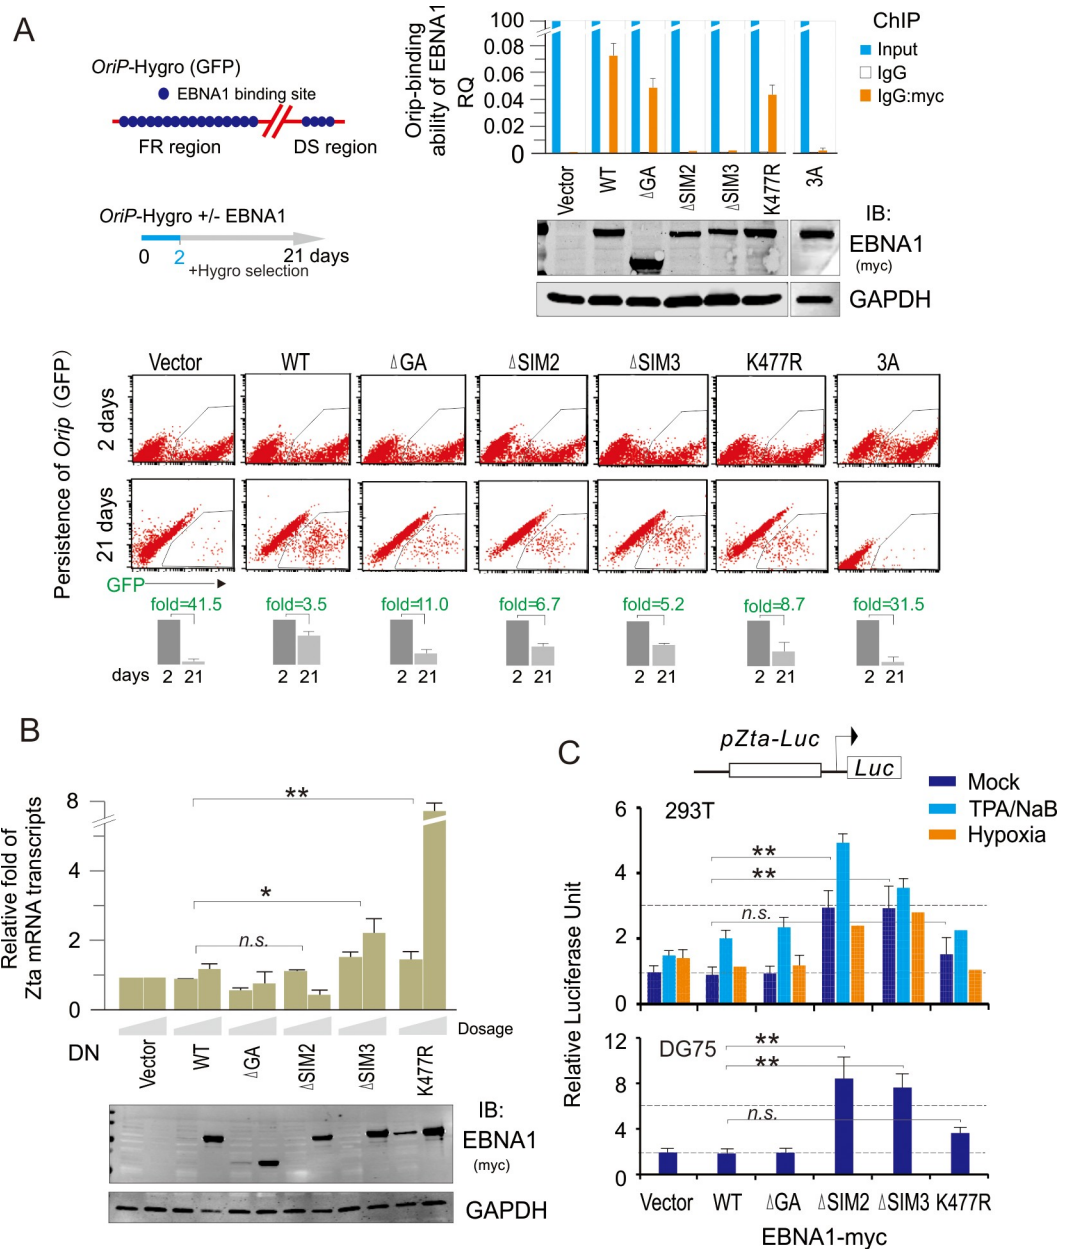 A
OriP-Hygro (GFP)
EBNA1 binding site
FR region
DS region
OriP-Hygro +/- EBNA1
0 2 21 days
+Hygro selection
Orip-binding
ability of EBNA1
RQ
100
0.08
0.06
0.04
0.02
0
ChIP
Input
IgG
IgG:myc
Vector WT ΔGA ΔSIM2 ΔSIM3 K477R 3A
IB:
EBNA1
(myc)
GAPDH
Persistence of Orip (GFP)
Vector WT ΔGA ΔSIM2 ΔSIM3 K477R 3A
2 days
21 days
GFP
fold=41.5 fold=3.5 fold=11.0 fold=6.7 fold=5.2 fold=8.7 fold=31.5
days 2 21 2 21 2 21 2 21 2 21 2 21 2 21
B
Relative fold of
Zta mRNA transcripts
8
4
2
0
**
*
n.s.
Dosage
DN
Vector WT ΔGA ΔSIM2 ΔSIM3 K477R
IB:
EBNA1
(myc)
GAPDH
C
pZta-Luc
Luc
Mock
TPA/NaB
Hypoxia
Relative Luciferase Unit
293T
6
4
2
0
**
**
n.s.
DG75
12
8
4
0
**
**
n.s.
Vector WT ΔGA ΔSIM2 ΔSIM3 K477R
EBNA1-myc